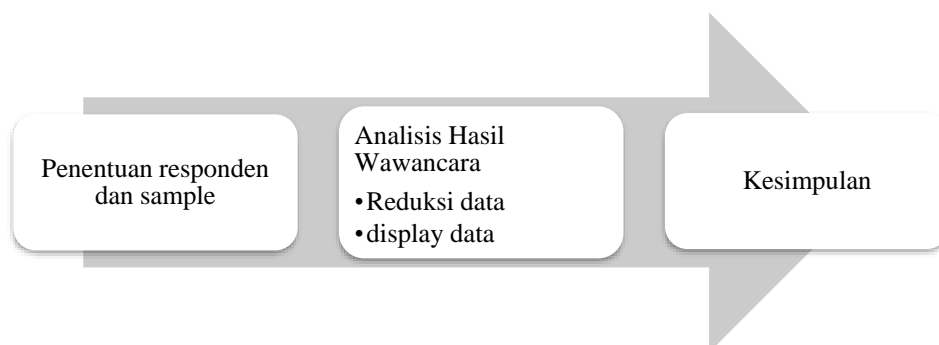 Penentuan responden
dan sample
Analisis Hasil
Wawancara
•Reduksi data
•display data
Kesimpulan